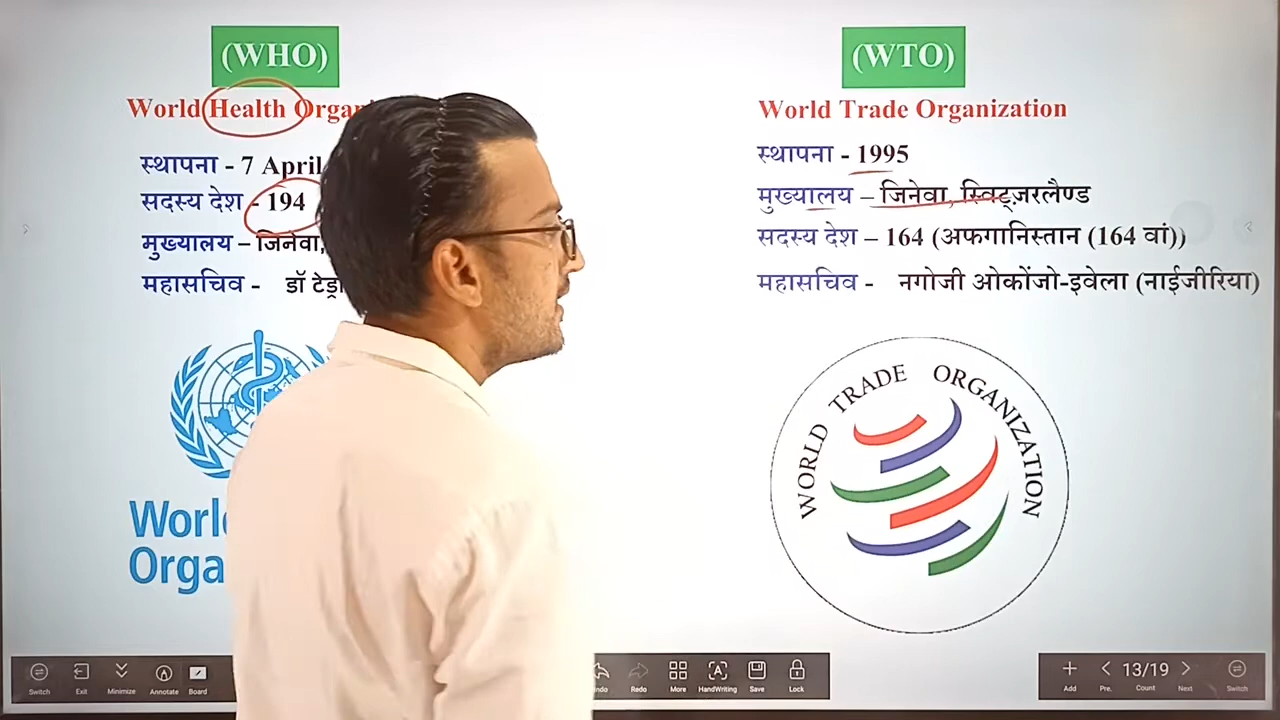 (WHO)
World Health Orga
स्थापना - 7 April
सदस्य देश - 194
मुख्यालय – जिनेवा,
महासचिव - डॉ टेड्रो
Worl
Orga
(WTO)
World Trade Organization
स्थापना - 1995
मुख्यालय – जिनेवा, स्विट्ज़रलैण्ड
सदस्य देश – 164 (अफगानिस्तान (164 वां))
महासचिव - नगोजी ओकोंजो-इवेला (नाईजीरिया)
WORLD TRADE ORGANIZATION
Switch Exit Minimize Annotate Board
Redo More HandWriting Save Lock
13/19
Add Pre. Count Next Switch